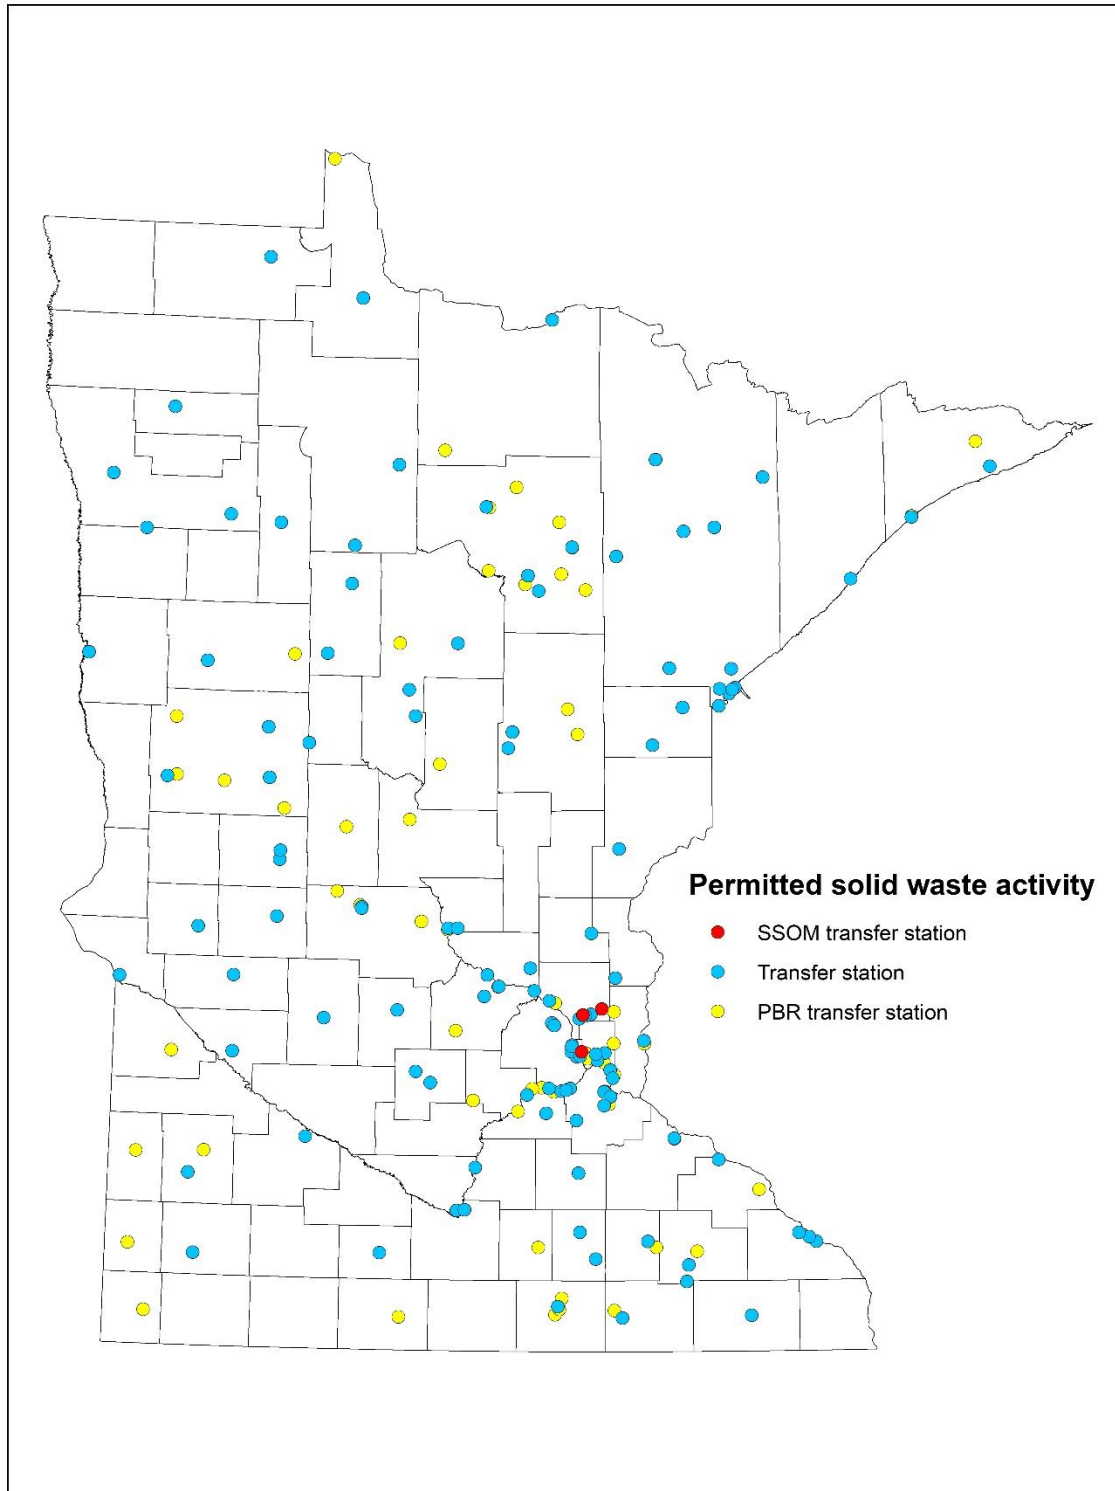 Permitted solid waste activity
SSOM transfer station
Transfer station
PBR transfer station